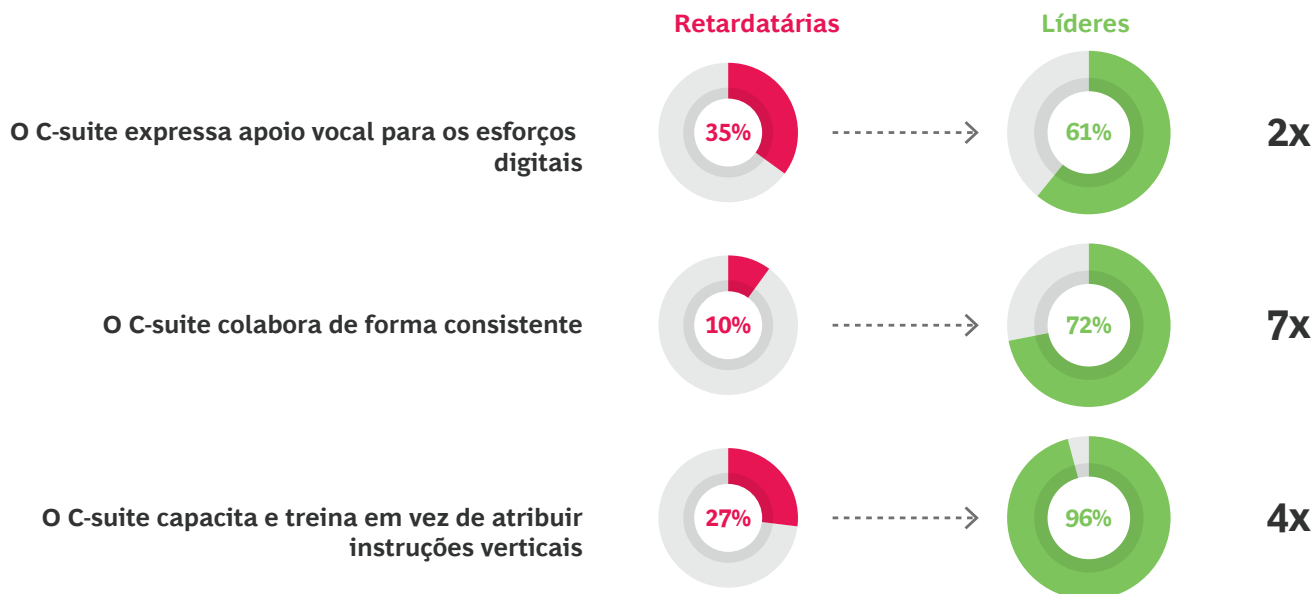 Retardatárias Líderes
O C-suite expressa apoio vocal para os esforços
digitais
35% 61% 2x
O C-suite colabora de forma consistente
10% 72% 7x
O C-suite capacita e treina em vez de atribuir
instruções verticais
27% 96% 4x